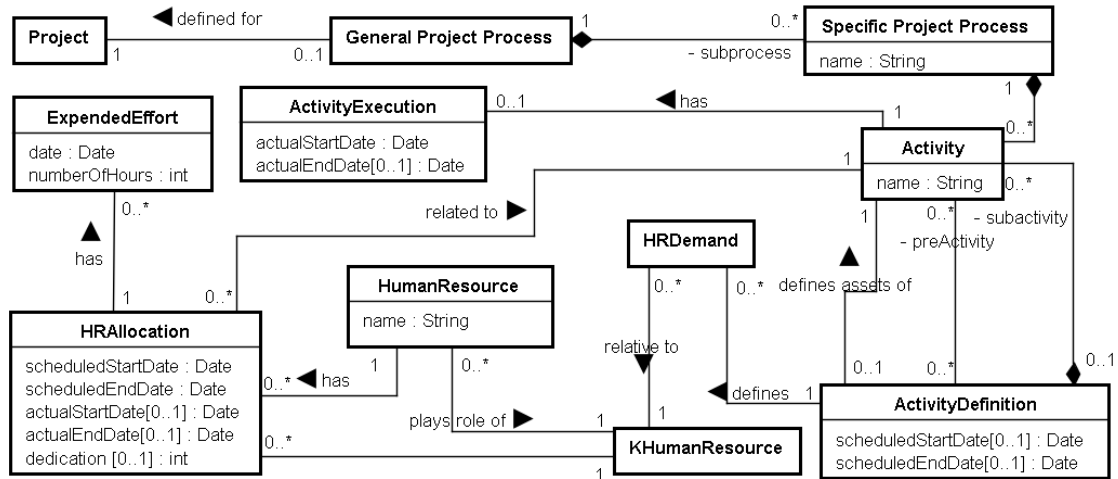 ◀ defined for
Project
1
0..1
General Project Process
1
0..*
- subprocess
Specific Project Process
name : String
1
0..*
ExpendedEffort
date : Date
numberOfHours : int
0..*
▲
has
1
ActivityExecution
actualStartDate : Date
actualEndDate[0..1] : Date
0..1
◀ has
1
Activity
name : String
1
related to ▶
0..*
0..*
- subactivity
1
0..*
- preActivity
HRDemand
0..*
0..*
▲
defines assets of
HumanResource
name : String
HRAllocation
scheduledStartDate : Date
scheduledEndDate : Date
actualStartDate[0..1] : Date
actualEndDate[0..1] : Date
dedication [0..1] : int
1
◀ has
0..*
0..*
plays role of ▶
1
relative to
▼
1
0..1
0..*
0..1
◀ defines
1
ActivityDefinition
scheduledStartDate[0..1] : Date
scheduledEndDate[0..1] : Date
0..*
1
KHumanResource